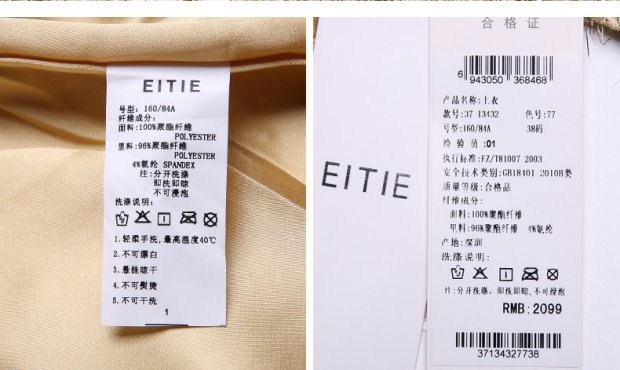 EITIE
号型：160/84A
纤维成分：
面料:100%聚酯纤维
POLYESTER
里料:96%聚酯纤维
POLYESTER
4%氨纶 SPANDEX
注:分开洗涤
即洗即晾
不可浸泡
洗涤说明：
1.轻柔手洗,最高温度40℃
2.不可漂白
3.悬挂晾干
4.不可熨烫
5.不可干洗
1
EITIE
合格证
6 943050 368468
产品名称:上衣
款号:37 13432 色号:77
号型:160/84A 38码
检验员:01
执行标准:FZ/T81007 2003
安全技术类别:GB18401 2010B类
质量等级:合格品
纤维成分:
面料:100%聚酯纤维
里料:96%聚酯纤维 4%氨纶
产地:深圳
洗涤说明:
注:分开洗涤、即洗即晾、不可浸泡
RMB:2099
37134327738